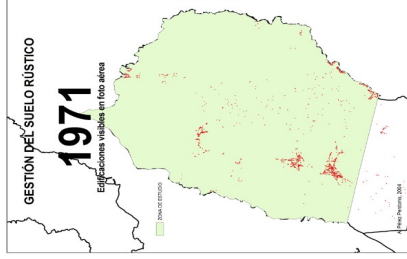 GESTIÓN DEL SUELO RÚSTICO
1971
Edificaciones visibles en foto aérea
ZONA DE ESTUDIO
A. Pérez Perdomo, 2004